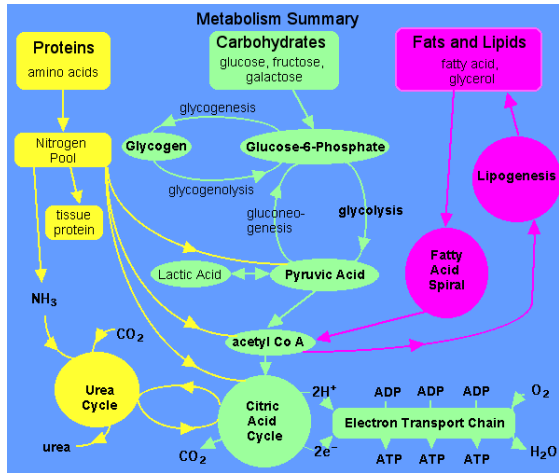 Metabolism Summary
Proteins
amino acids
Carbohydrates
glucose, fructose,
galactose
Fats and Lipids
fatty acid,
glycerol
glycogenesis
Nitrogen
Pool
Glycogen
Glucose-6-Phosphate
Lipogenesis
glycogenolysis
tissue
protein
gluconeo-
genesis
glycolysis
Lactic Acid
Pyruvic Acid
Fatty
Acid
Spiral
NH₃
CO₂
acetyl Co A
Urea
Cycle
Citric
Acid
Cycle
2H⁺
ADP ADP ADP
O₂
Electron Transport Chain
urea
CO₂
2e⁻
ATP ATP ATP
H₂O